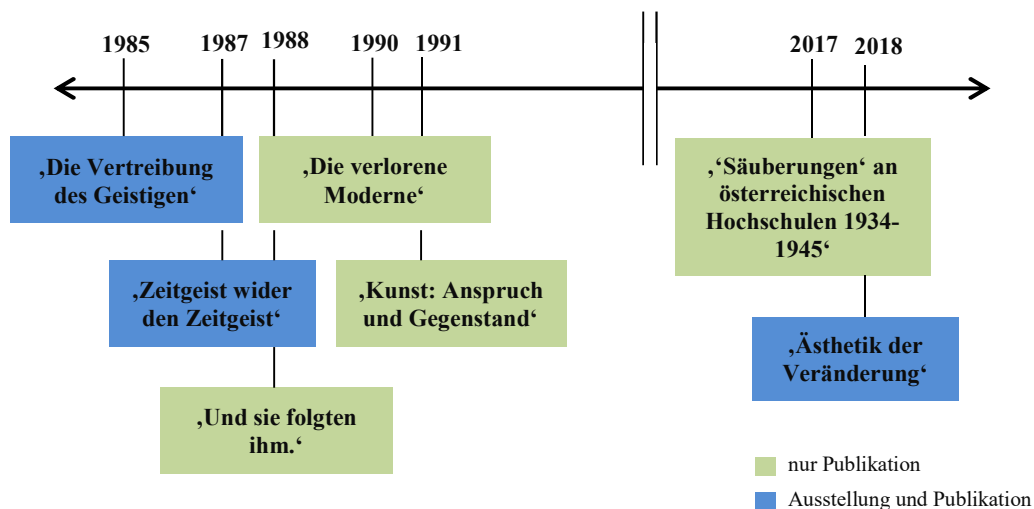 1985
1987
1988
1990
1991
2017
2018
‚Die Vertreibung
des Geistigen‘
‚Die verlorene
Moderne‘
‚‘Säuberungen‘ an
österreichischen
Hochschulen 1934-
1945‘
‚Zeitgeist wider
den Zeitgeist‘
‚Kunst: Anspruch
und Gegenstand‘
‚Ästhetik der
Veränderung‘
‚Und sie folgten
ihm.‘
nur Publikation
Ausstellung und Publikation